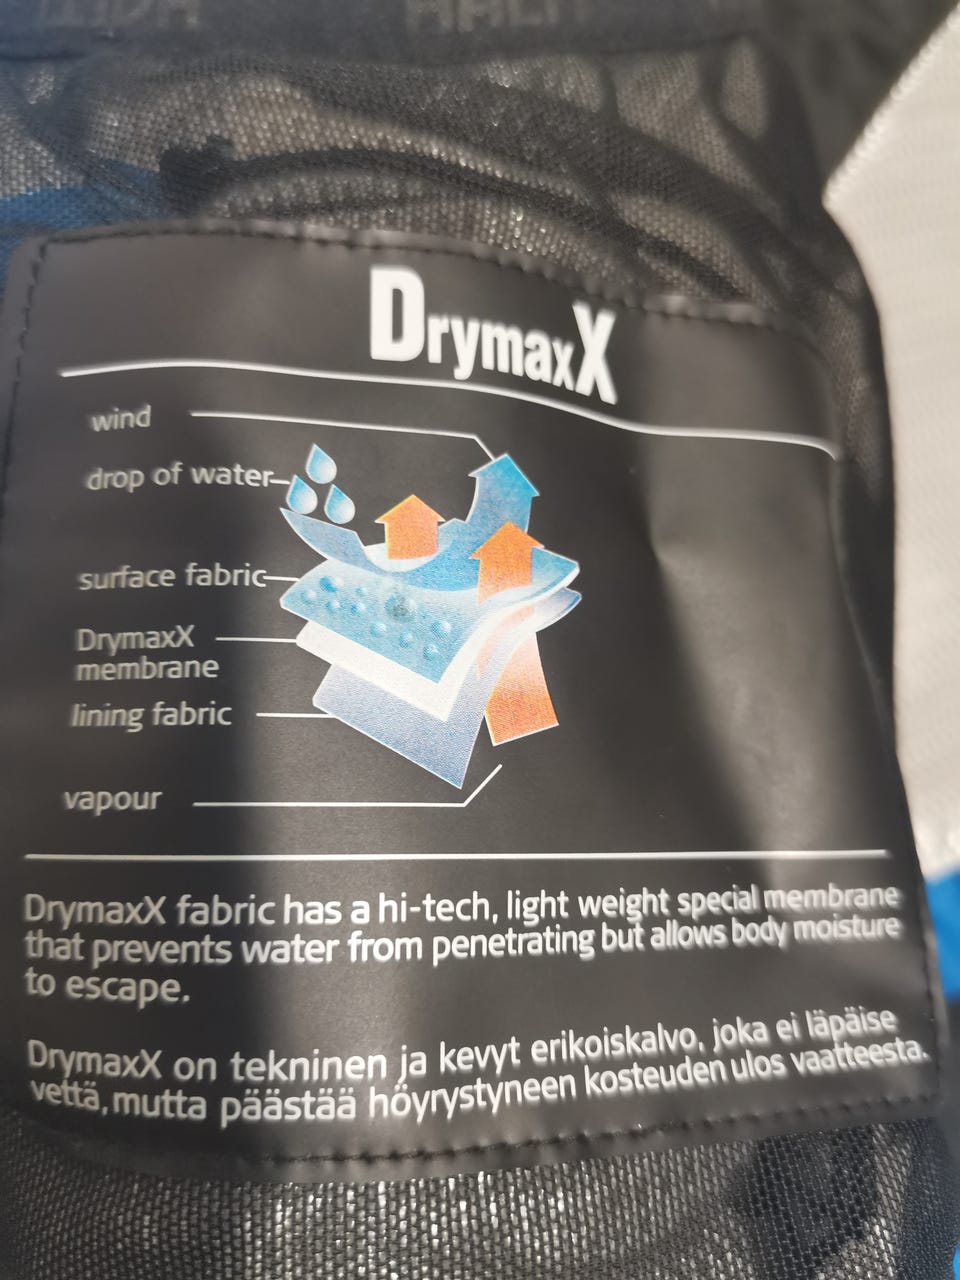 DrymaxX
wind
drop of water
surface fabric
DrymaxX
membrane
lining fabric
vapour
DrymaxX fabric has a hi-tech, light weight special membrane
that prevents water from penetrating but allows body moisture
to escape.
DrymaxX on tekninen ja kevyt erikoiskalvo, joka ei läpäise
vettä, mutta päästää höyrystyneen kosteuden ulos vaatteesta.